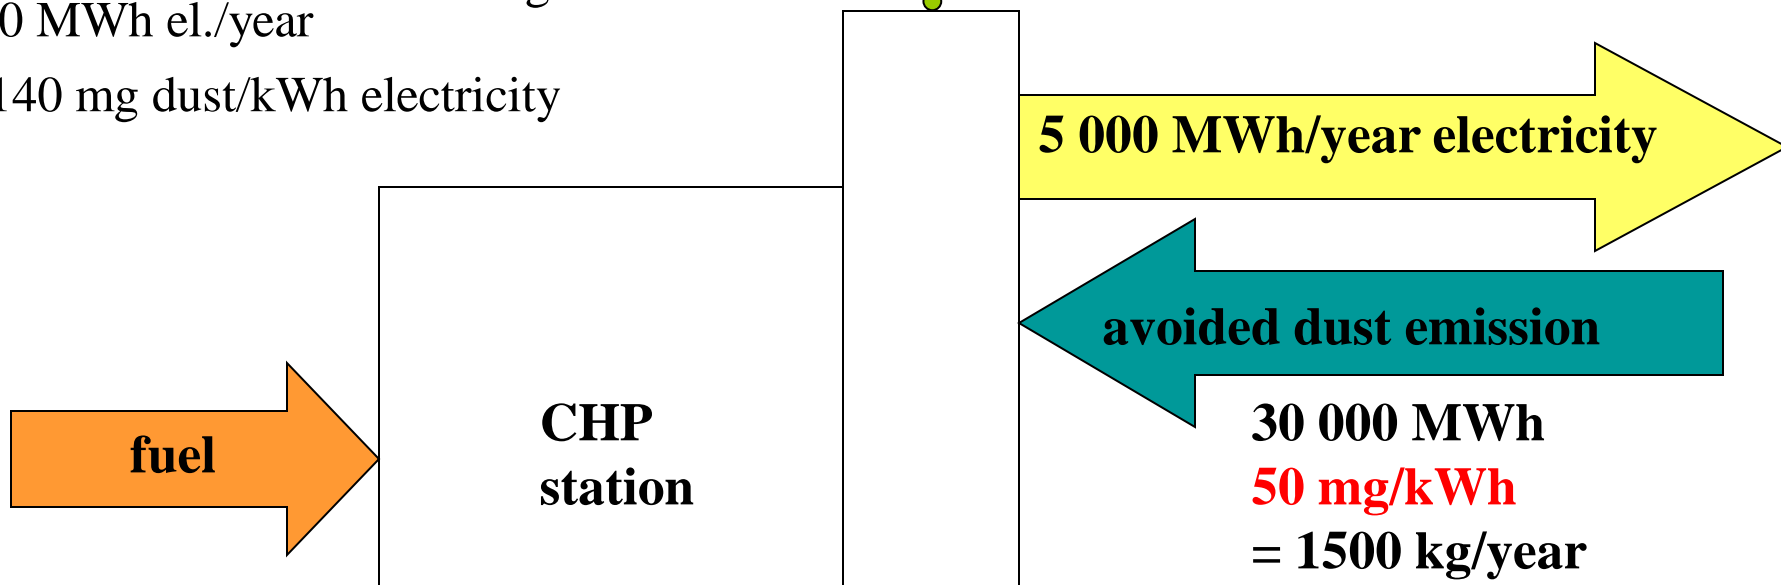 0 MWh el./year
140 mg dust/kWh electricity
5 000 MWh/year electricity
avoided dust emission
fuel
CHP
station
30 000 MWh
50 mg/kWh
= 1500 kg/year